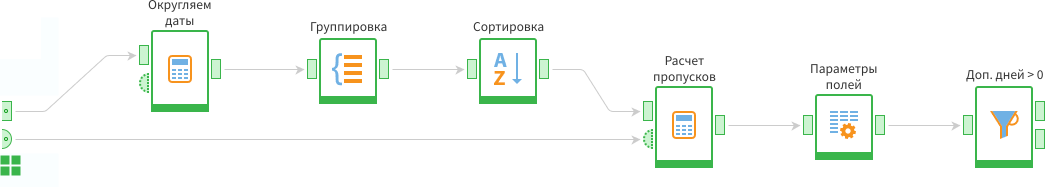 Округляем
даты
Группировка
Сортировка
A
Z
Расчет
пропусков
Параметры
полей
Доп. дней > 0